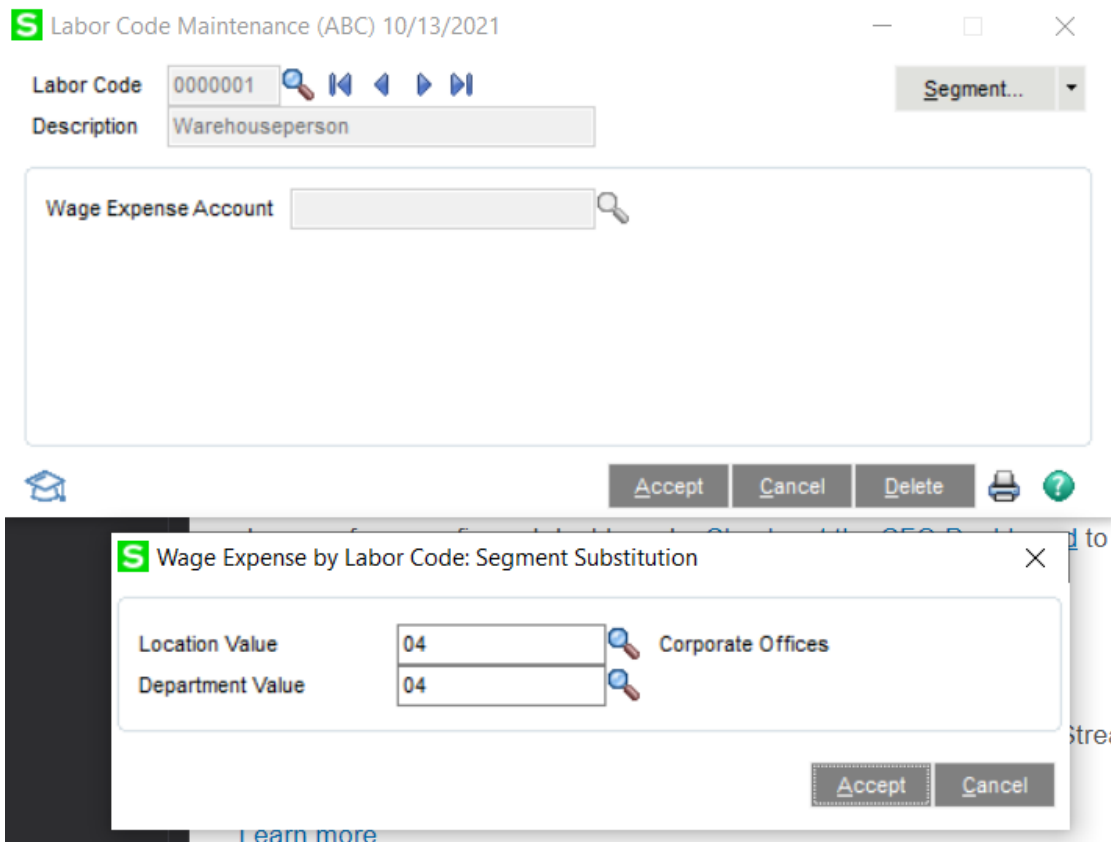 S Labor Code Maintenance (ABC) 10/13/2021
Labor Code 0000001 Segment...
Description Warehouseperson
Wage Expense Account
Accept Cancel Delete ?
d to
S Wage Expense by Labor Code: Segment Substitution
Location Value 04 Corporate Offices
Department Value 04
Strea
Accept Cancel
Learn more